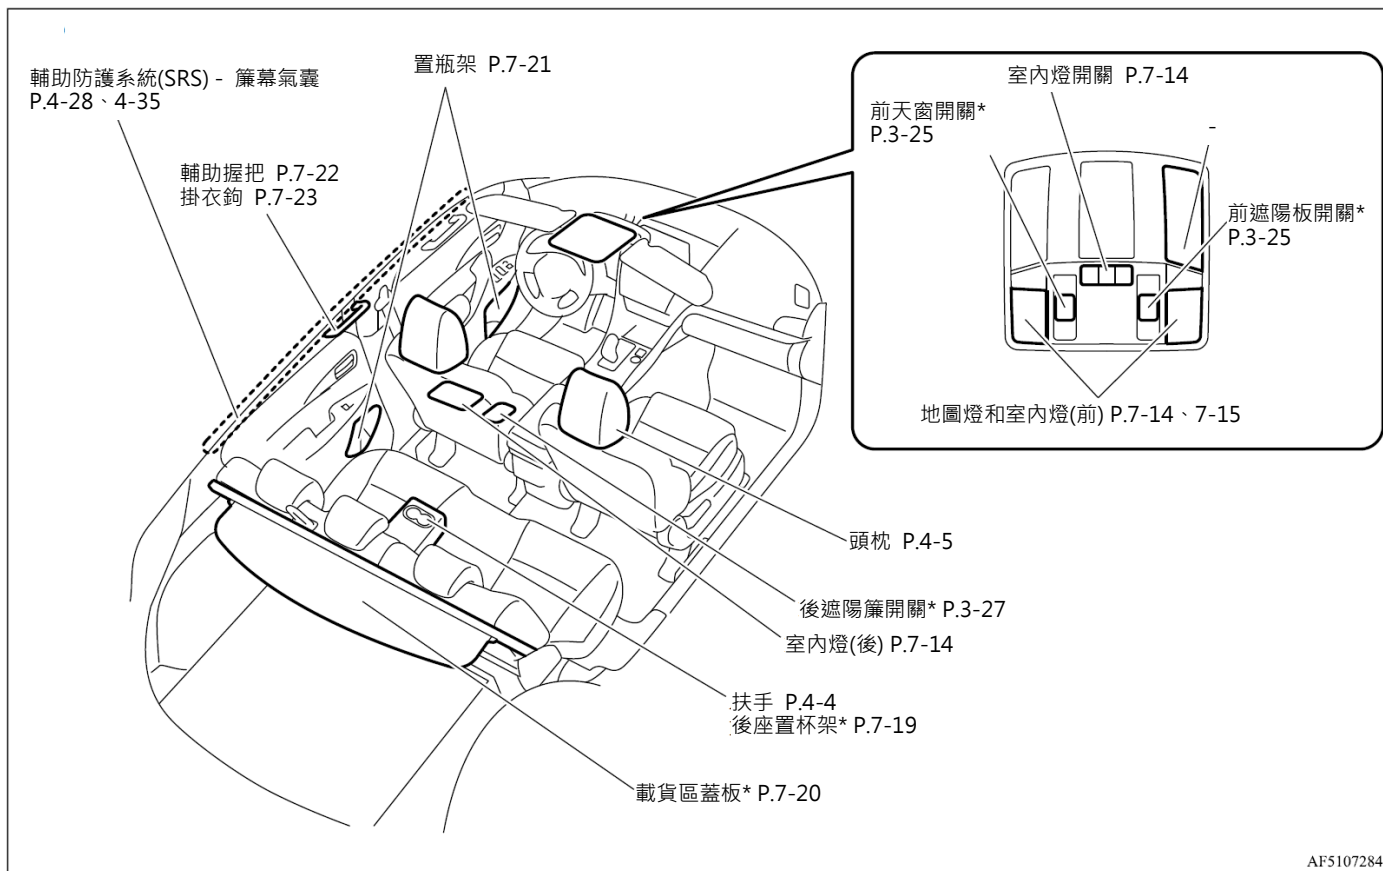 輔助防護系統(SRS) - 簾幕氣囊
P.4-28、4-35
置瓶架 P.7-21
輔助握把 P.7-22
掛衣鉤 P.7-23
室內燈開關 P.7-14
前天窗開關*
P.3-25
-
前遮陽板開關*
P.3-25
地圖燈和室內燈(前) P.7-14、7-15
頭枕 P.4-5
後遮陽簾開關* P.3-27
室內燈(後) P.7-14
扶手 P.4-4
後座置杯架* P.7-19
載貨區蓋板* P.7-20
AF5107284